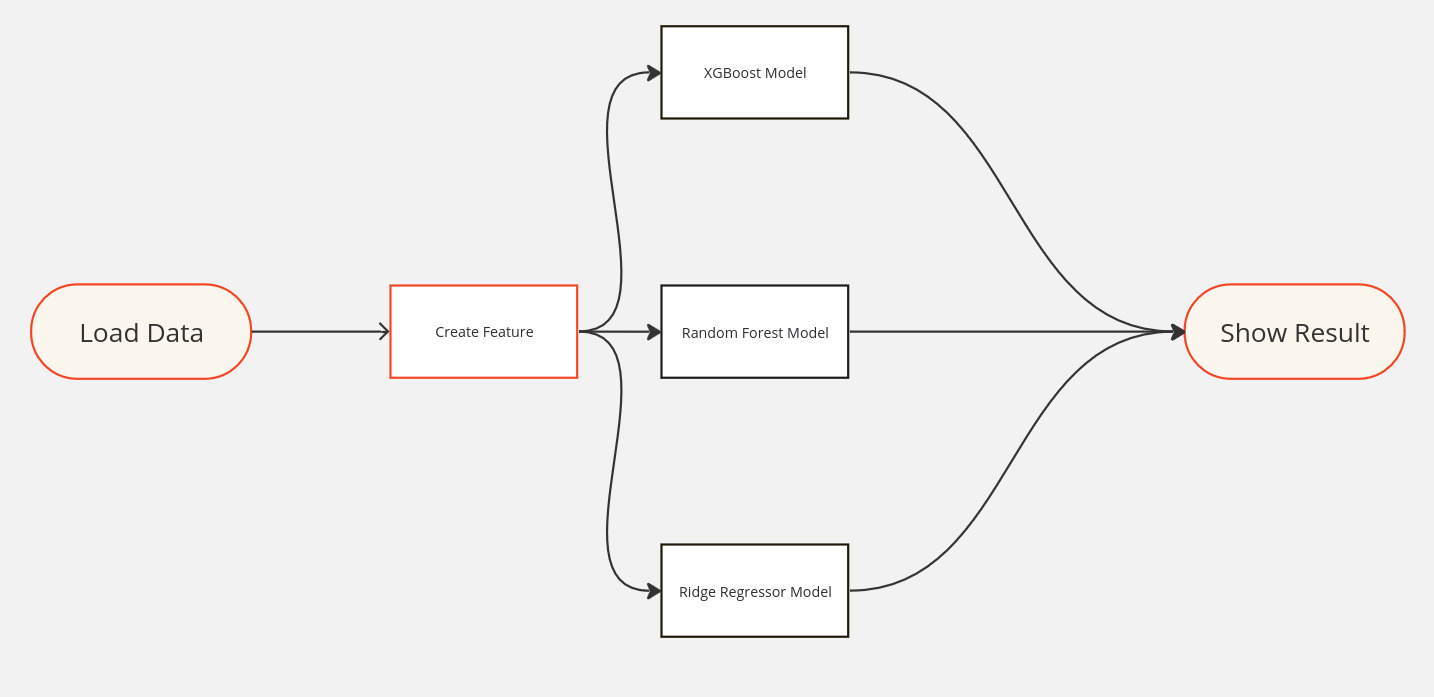 Load Data
Create Feature
XGBoost Model
Random Forest Model
Ridge Regressor Model
Show Result